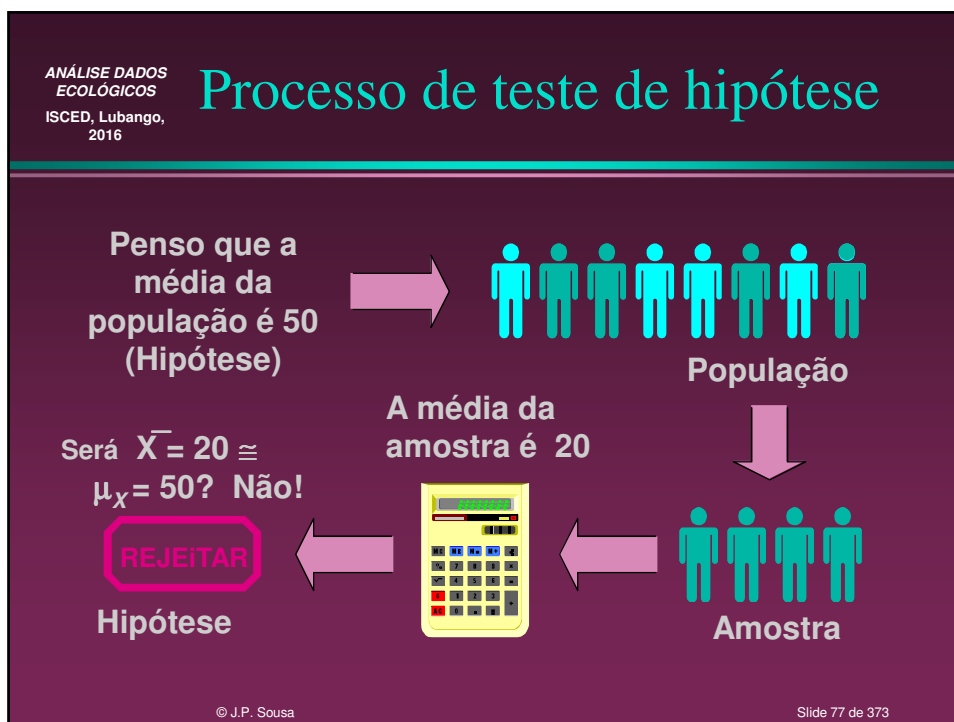 ANÁLISE DADOS
ECOLÓGICOS
ISCED, Lubango,
2016
Processo de teste de hipótese
Penso que a
média da
população é 50
(Hipótese)
População
A média da
amostra é 20
Será X̅ = 20 ≅
μX = 50? Não!
REJEiTAR
Hipótese
Amostra
© J.P. Sousa
Slide 77 de 373